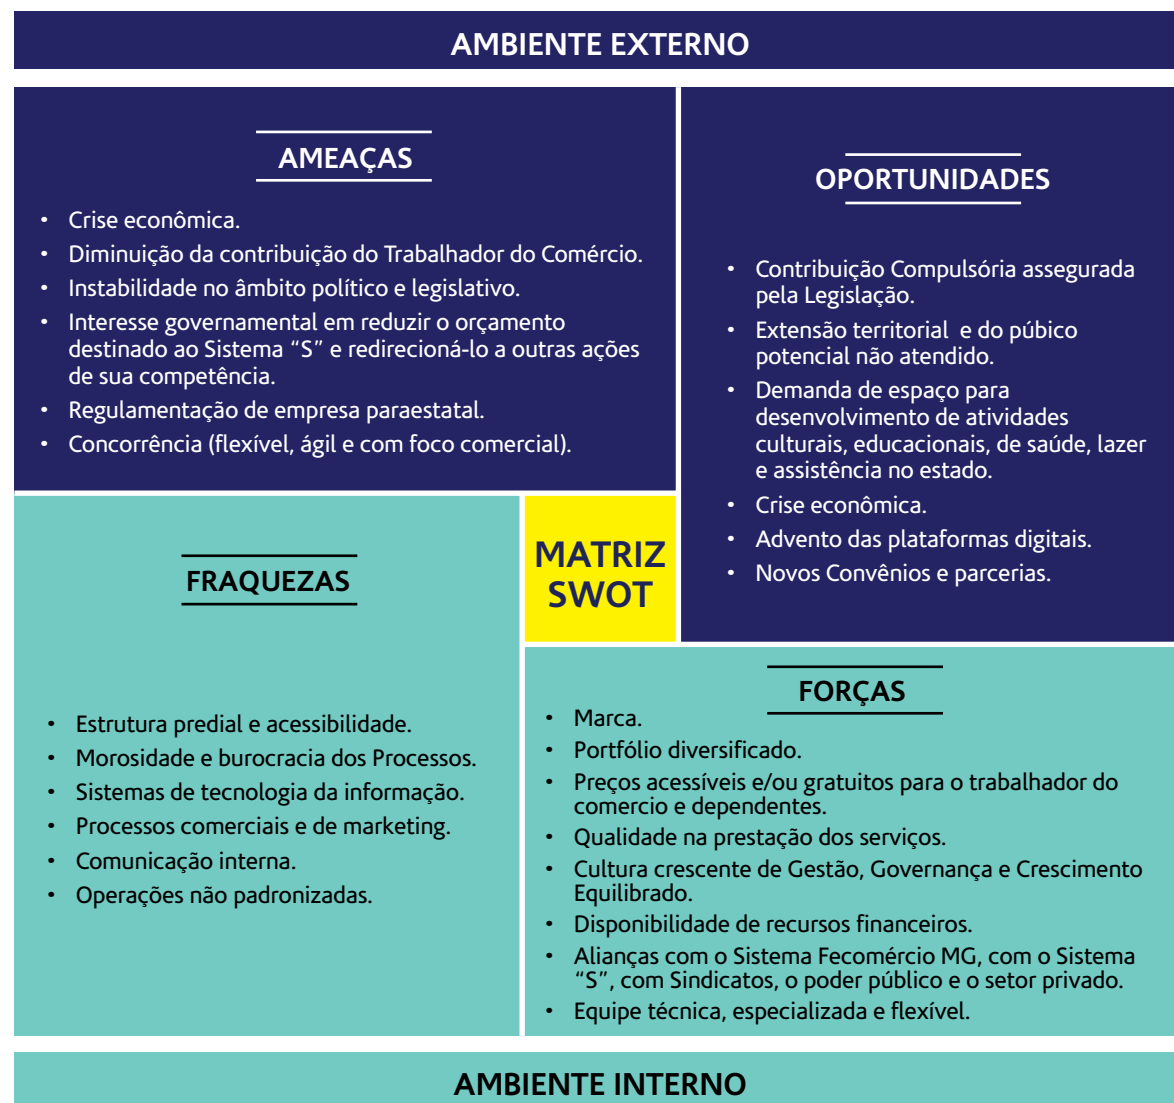 AMBIENTE EXTERNO
AMEAÇAS
• Crise econômica.
• Diminuição da contribuição do Trabalhador do Comércio.
• Instabilidade no âmbito político e legislativo.
• Interesse governamental em reduzir o orçamento
destinado ao Sistema “S” e redirecioná-lo a outras ações
de sua competência.
• Regulamentação de empresa paraestatal.
• Concorrência (flexível, ágil e com foco comercial).
OPORTUNIDADES
• Contribuição Compulsória assegurada
pela Legislação.
• Extensão territorial e do púbico
potencial não atendido.
• Demanda de espaço para
desenvolvimento de atividades
culturais, educacionais, de saúde, lazer
e assistência no estado.
• Crise econômica.
• Advento das plataformas digitais.
• Novos Convênios e parcerias.
MATRIZ
SWOT
FRAQUEZAS
• Estrutura predial e acessibilidade.
• Morosidade e burocracia dos Processos.
• Sistemas de tecnologia da informação.
• Processos comerciais e de marketing.
• Comunicação interna.
• Operações não padronizadas.
FORÇAS
• Marca.
• Portfólio diversificado.
• Preços acessíveis e/ou gratuitos para o trabalhador do
comercio e dependentes.
• Qualidade na prestação dos serviços.
• Cultura crescente de Gestão, Governança e Crescimento
Equilibrado.
• Disponibilidade de recursos financeiros.
• Alianças com o Sistema Fecomércio MG, com o Sistema
“S”, com Sindicatos, o poder público e o setor privado.
• Equipe técnica, especializada e flexível.
AMBIENTE INTERNO